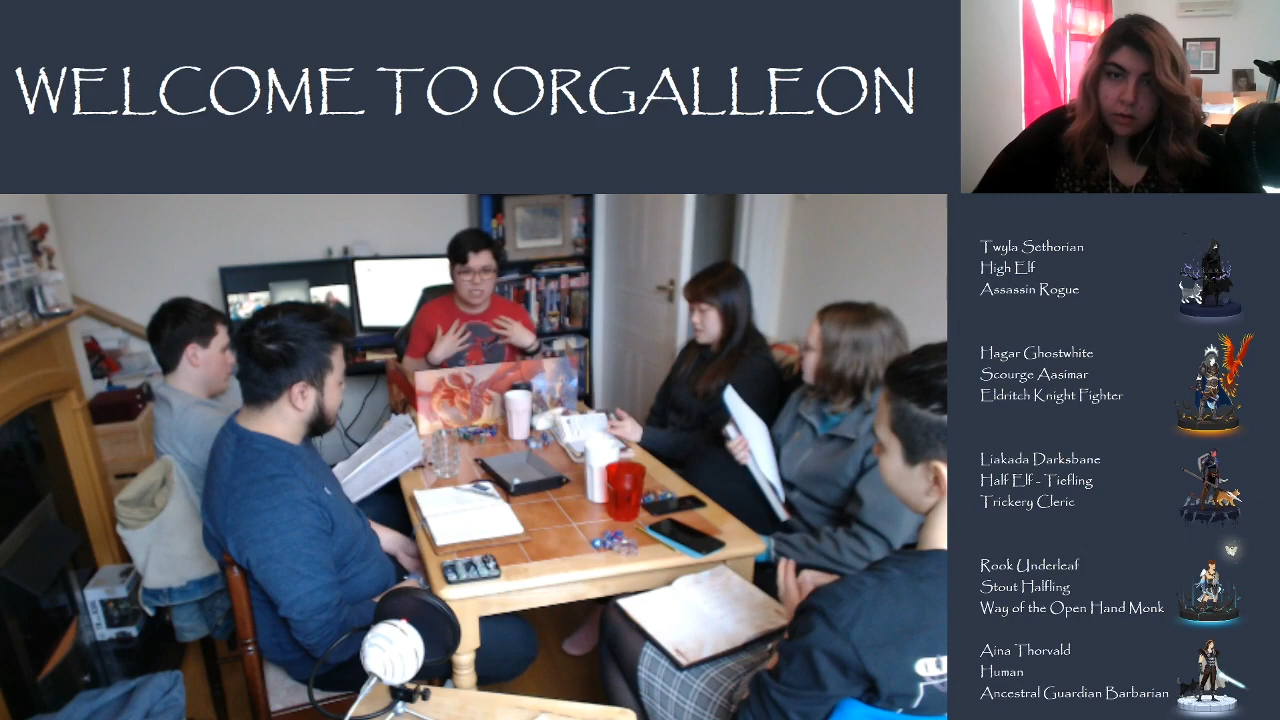 WELCOME TO ORGALLEON
Twyla Sethorian
High Elf
Assassin Rogue
Hagar Ghostwhite
Scourge Aasimar
Eldritch Knight Fighter
Liakada Darksbane
Half Elf - Tiefling
Trickery Cleric
Rook Underleaf
Stout Halfling
Way of the Open Hand Monk
Aina Thorvald
Human
Ancestral Guardian Barbarian